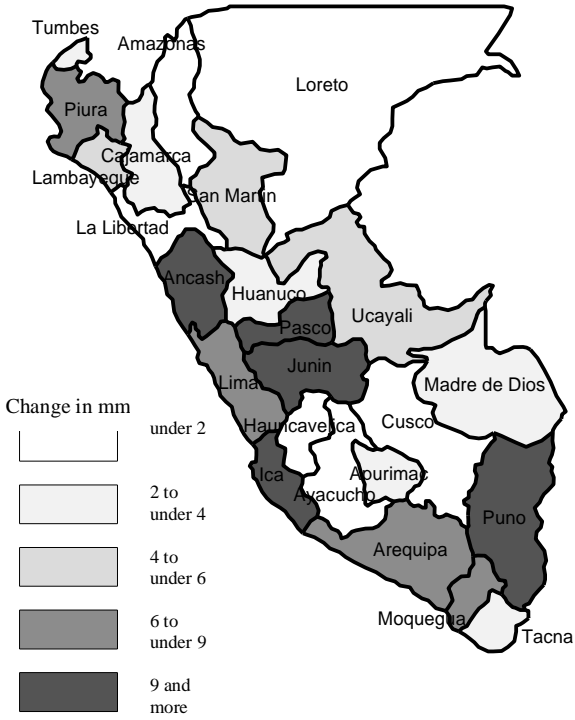 Tumbes
Amazonas
Loreto
Piura
Cajamarca
Lambayeque
San Martin
La Libertad
Ancash
Huanuco
Ucayali
Pasco
Junin
Lima
Madre de Dios
Change in mm
Hauricavelica
Cusco
under 2
Ica
Apurimac
Ayacucho
2 to
under 4
Puno
Arequipa
4 to
under 6
Moquegua
Tacna
6 to
under 9
9 and
more